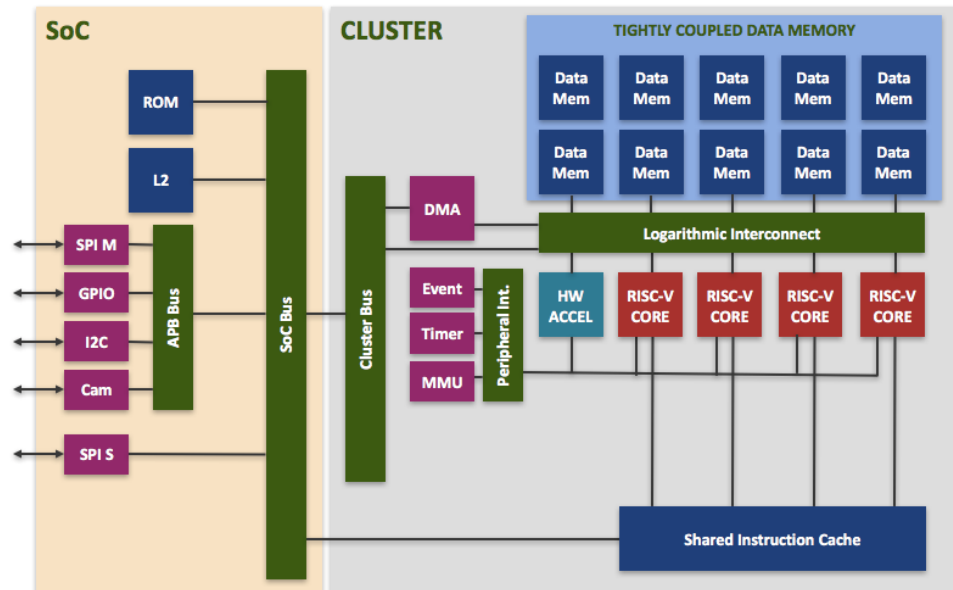 SoC
CLUSTER
TIGHTLY COUPLED DATA MEMORY
ROM
L2
SPI M
GPIO
I2C
Cam
SPI S
APB Bus
SoC Bus
Cluster Bus
DMA
Event
Timer
MMU
Peripheral Int.
Data
Mem
Data
Mem
Data
Mem
Data
Mem
Data
Mem
Data
Mem
Data
Mem
Data
Mem
Data
Mem
Data
Mem
Logarithmic Interconnect
HW
ACCEL
RISC-V
CORE
RISC-V
CORE
RISC-V
CORE
RISC-V
CORE
Shared Instruction Cache